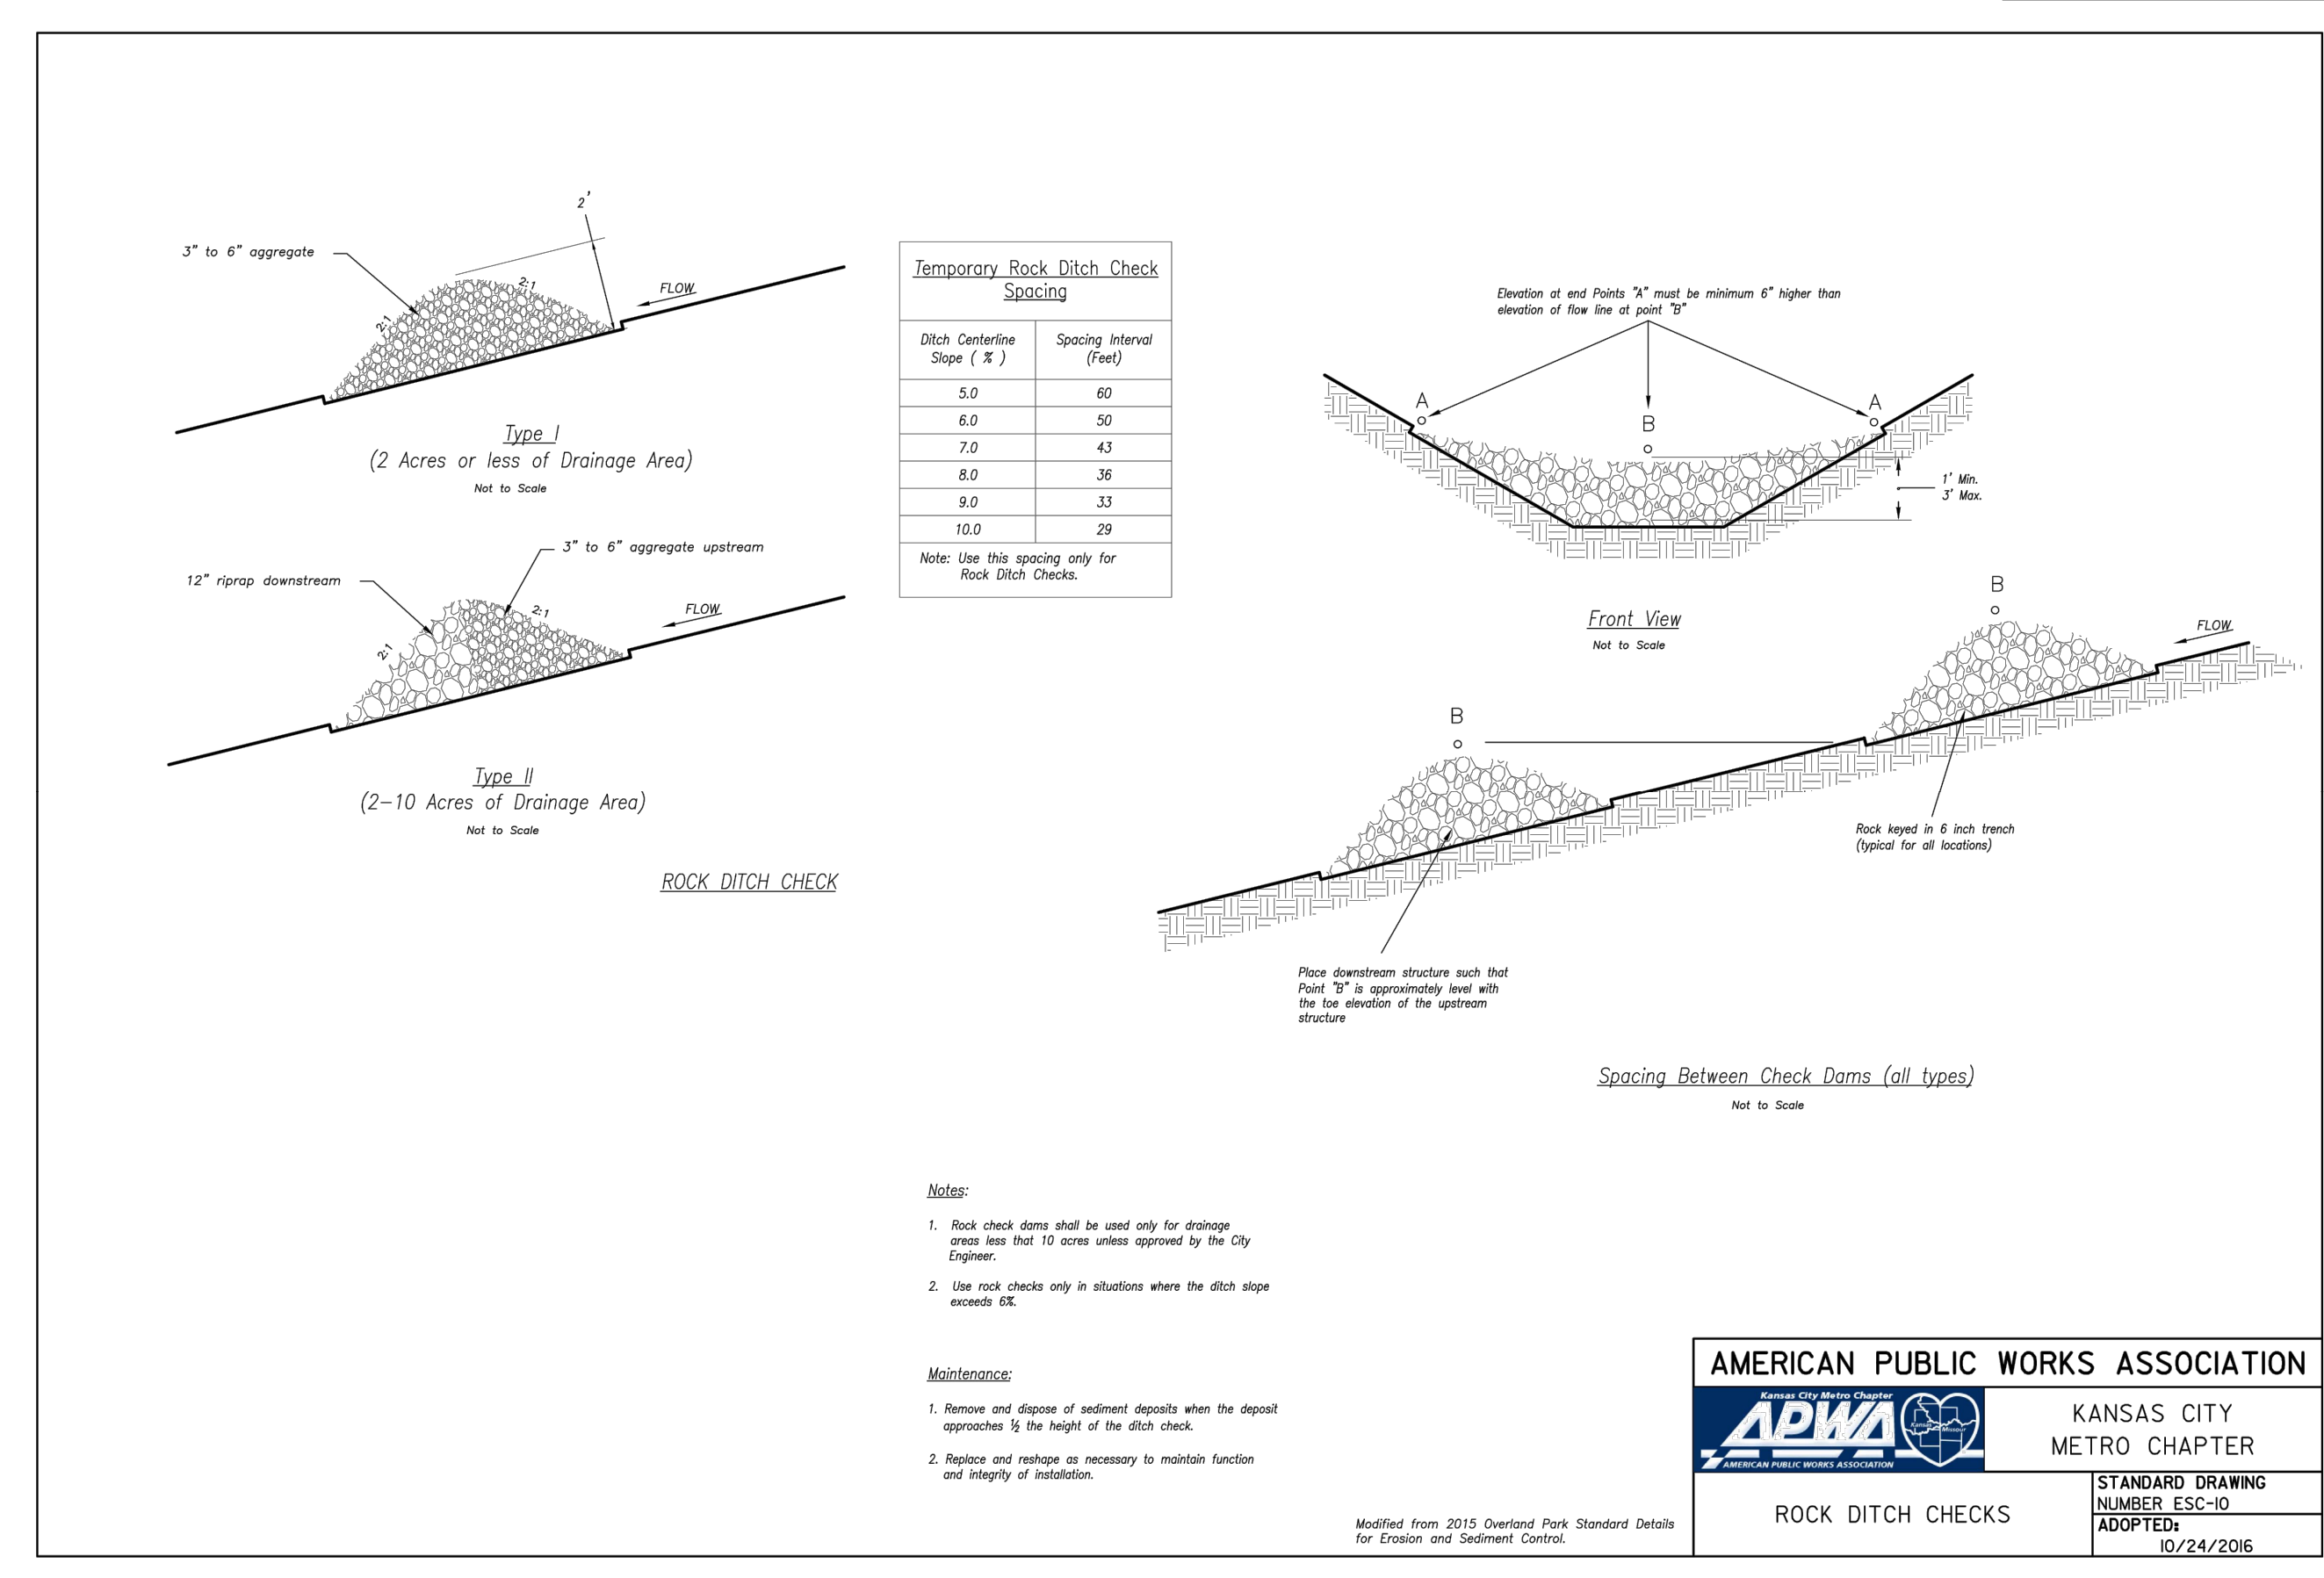 2'
3" to 6" aggregate
2:1
2:1
FLOW
Type I
(2 Acres or less of Drainage Area)
Not to Scale
3" to 6" aggregate upstream
12" riprap downstream
2:1
2:1
FLOW
Type II
(2-10 Acres of Drainage Area)
Not to Scale
ROCK DITCH CHECK
Temporary Rock Ditch Check
Spacing
Ditch Centerline
Slope ( % )
Spacing Interval
(Feet)
5.0 60
6.0 50
7.0 43
8.0 36
9.0 33
10.0 29
Note: Use this spacing only for
Rock Ditch Checks.
Elevation at end Points "A" must be minimum 6" higher than
elevation of flow line at point "B"
A
B
A
1' Min.
3' Max.
Front View
Not to Scale
B
FLOW
B
Rock keyed in 6 inch trench
(typical for all locations)
Place downstream structure such that
Point "B" is approximately level with
the toe elevation of the upstream
structure
Spacing Between Check Dams (all types)
Not to Scale
Notes:
1. Rock check dams shall be used only for drainage
areas less that 10 acres unless approved by the City
Engineer.
2. Use rock checks only in situations where the ditch slope
exceeds 6%.
Maintenance:
1. Remove and dispose of sediment deposits when the deposit
approaches ½ the height of the ditch check.
2. Replace and reshape as necessary to maintain function
and integrity of installation.
Modified from 2015 Overland Park Standard Details
for Erosion and Sediment Control.
AMERICAN PUBLIC WORKS ASSOCIATION
Kansas City Metro Chapter
APWA
Kansas
Missouri
AMERICAN PUBLIC WORKS ASSOCIATION
KANSAS CITY
METRO CHAPTER
ROCK DITCH CHECKS
STANDARD DRAWING
NUMBER ESC-10
ADOPTED:
10/24/2016